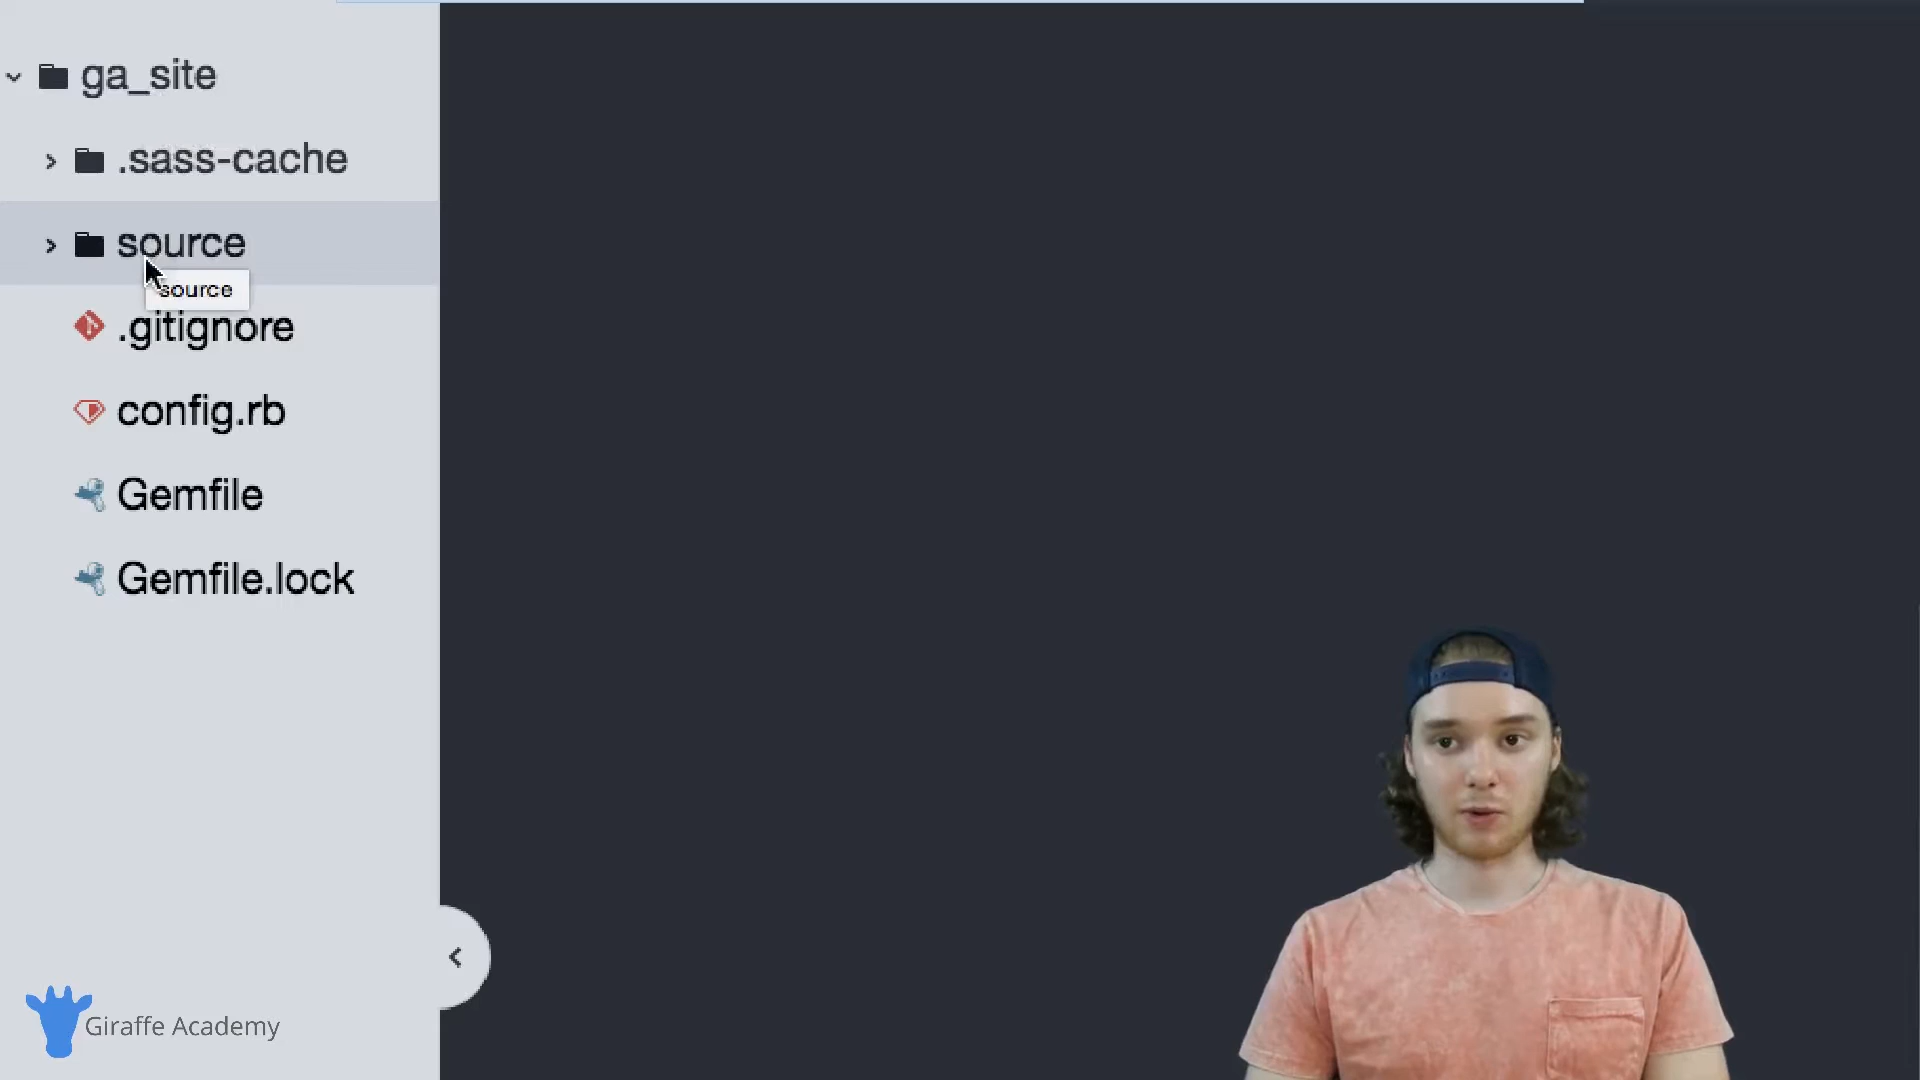 ga_site
.sass-cache
source
source
.gitignore
config.rb
Gemfile
Gemfile.lock
Giraffe Academy